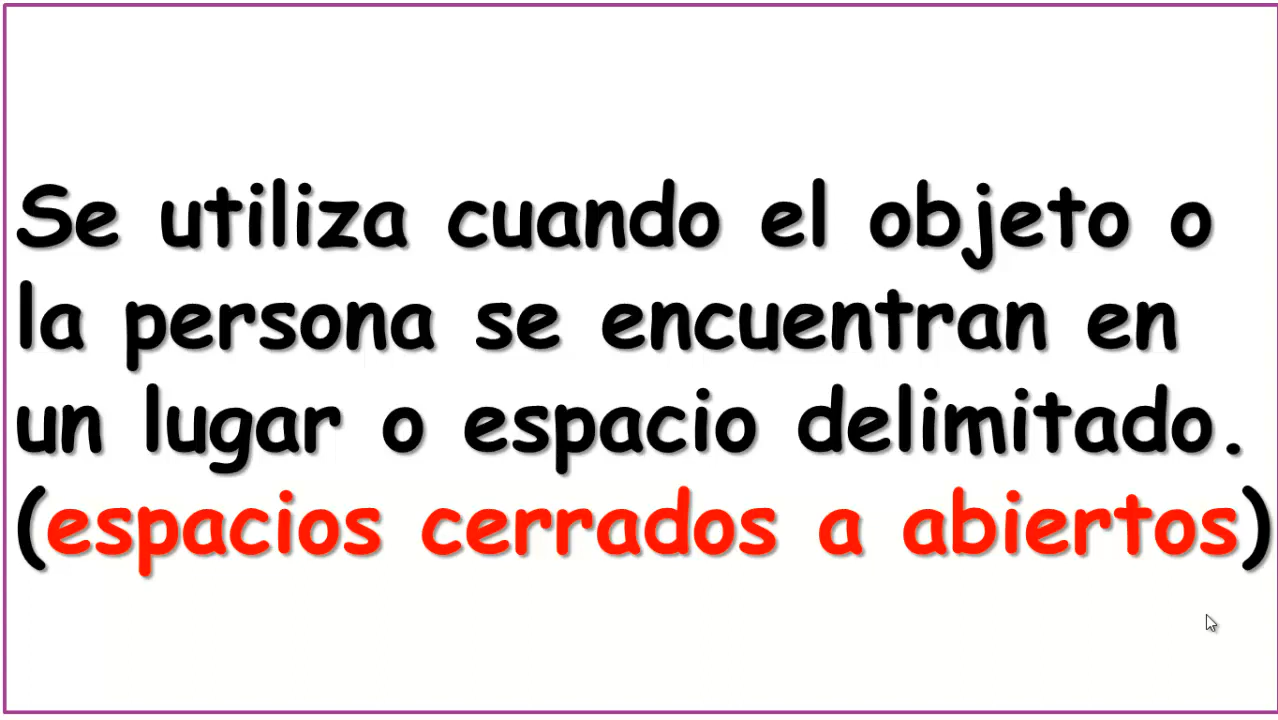 Se utiliza cuando el objeto o
la persona se encuentran en
un lugar o espacio delimitado.
(espacios cerrados a abiertos)